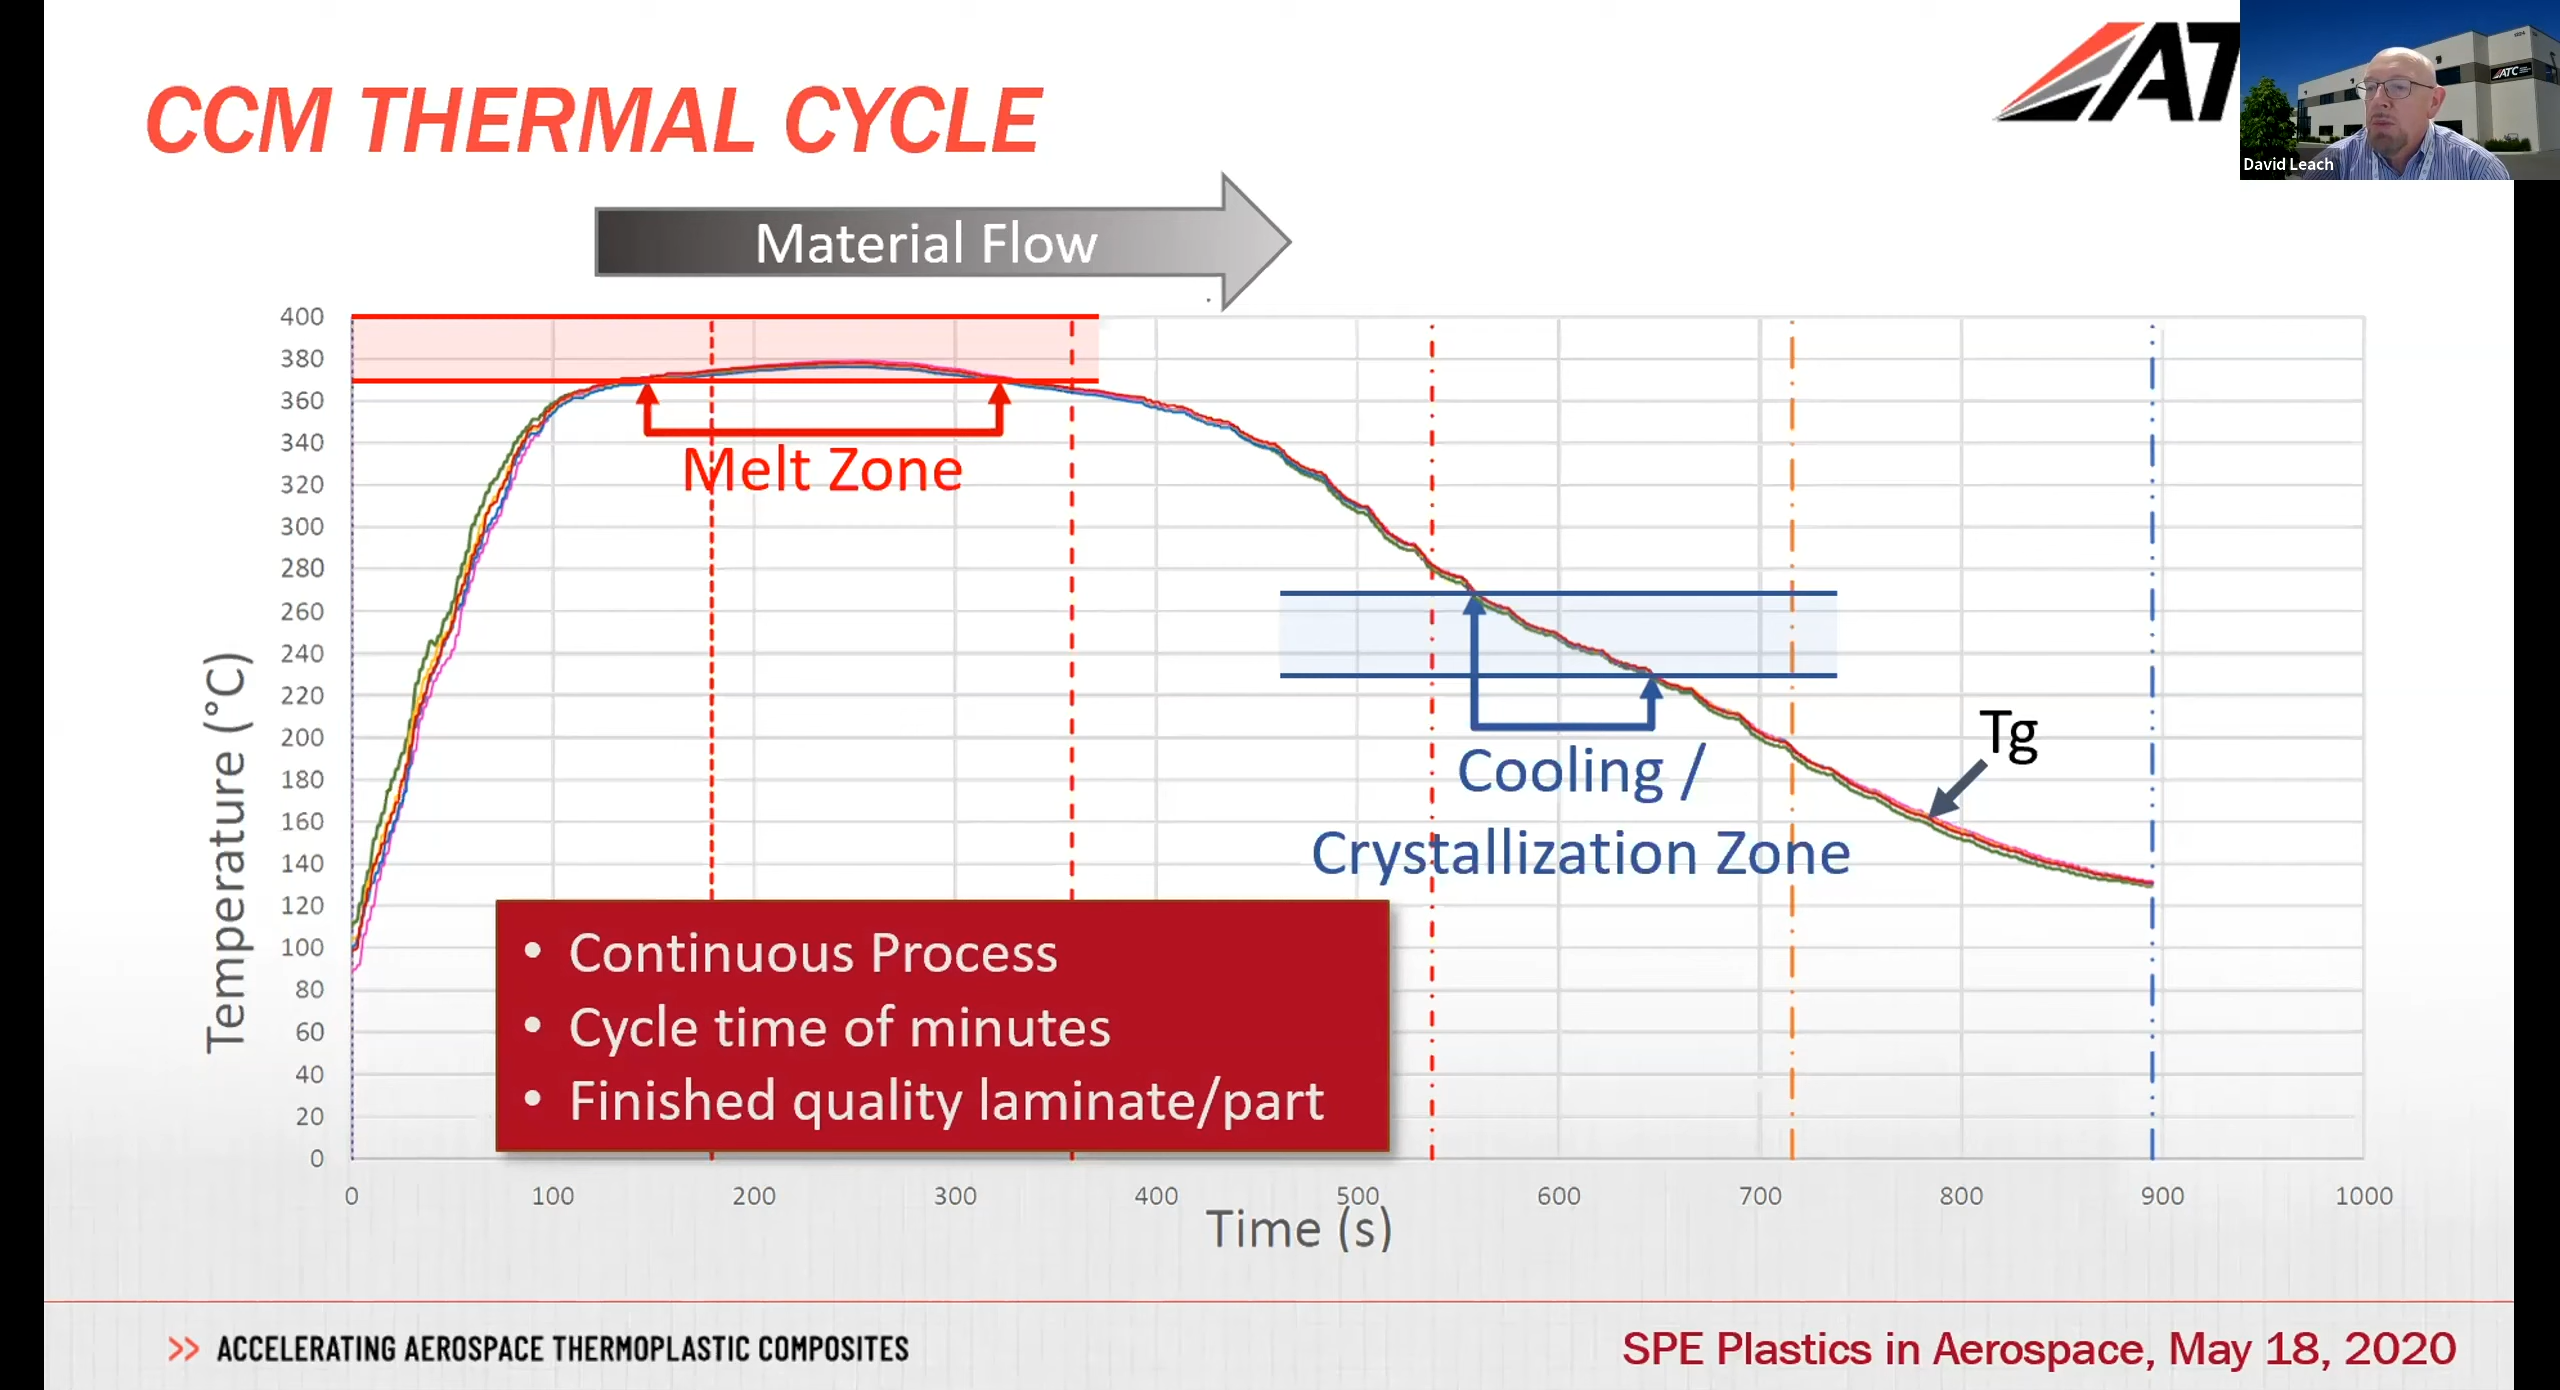 CCM THERMAL CYCLE
AT
ATC
David Leach
Material Flow
400
380
360
340
320
300
280
260
240
220
200
180
160
140
120
100
80
60
40
20
0
Temperature (°C)
Melt Zone
Cooling /
Crystallization Zone
Tg
• Continuous Process
• Cycle time of minutes
• Finished quality laminate/part
0 100 200 300 400 500 600 700 800 900 1000
Time (s)
>> ACCELERATING AEROSPACE THERMOPLASTIC COMPOSITES
SPE Plastics in Aerospace, May 18, 2020